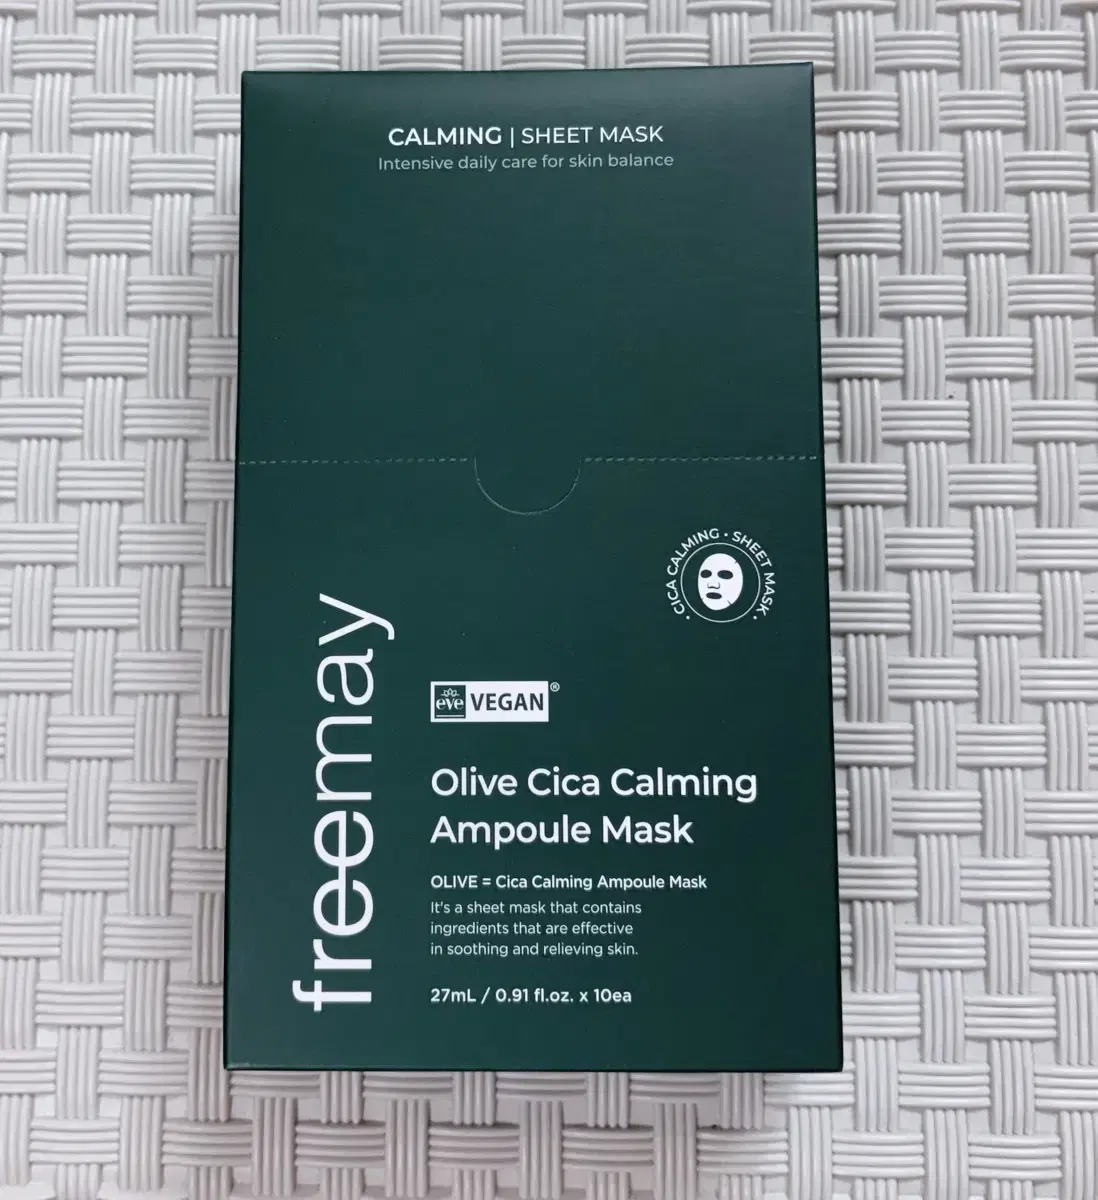 CALMING | SHEET MASK
Intensive daily care for skin balance
• CICA CALMING • SHEET MASK •
freemay
eve VEGAN®
Olive Cica Calming
Ampoule Mask
OLIVE = Cica Calming Ampoule Mask
It's a sheet mask that contains
ingredients that are effective
in soothing and relieving skin.
27mL / 0.91 fl.oz. x 10ea